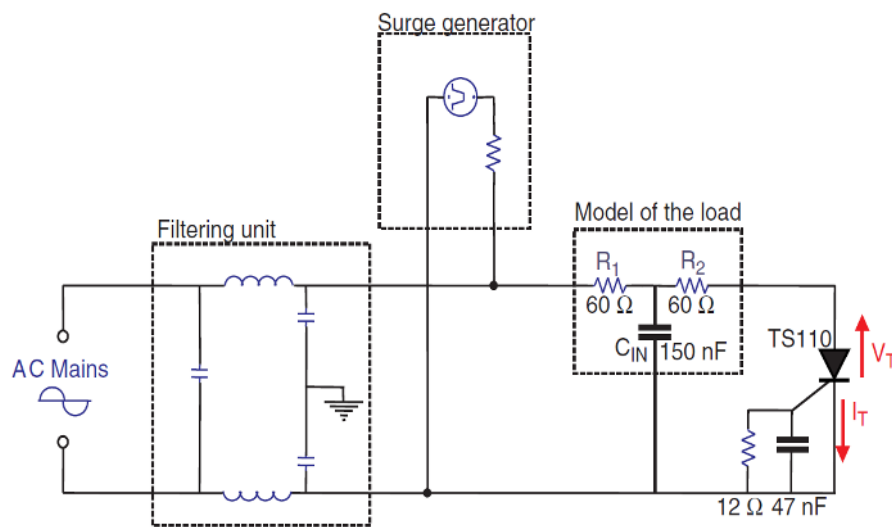 Surge generator
Filtering unit
Model of the load
R1
R2
60 Ω
60 Ω
TS110
CIN
150 nF
VT
AC Mains
IT
12 Ω
47 nF